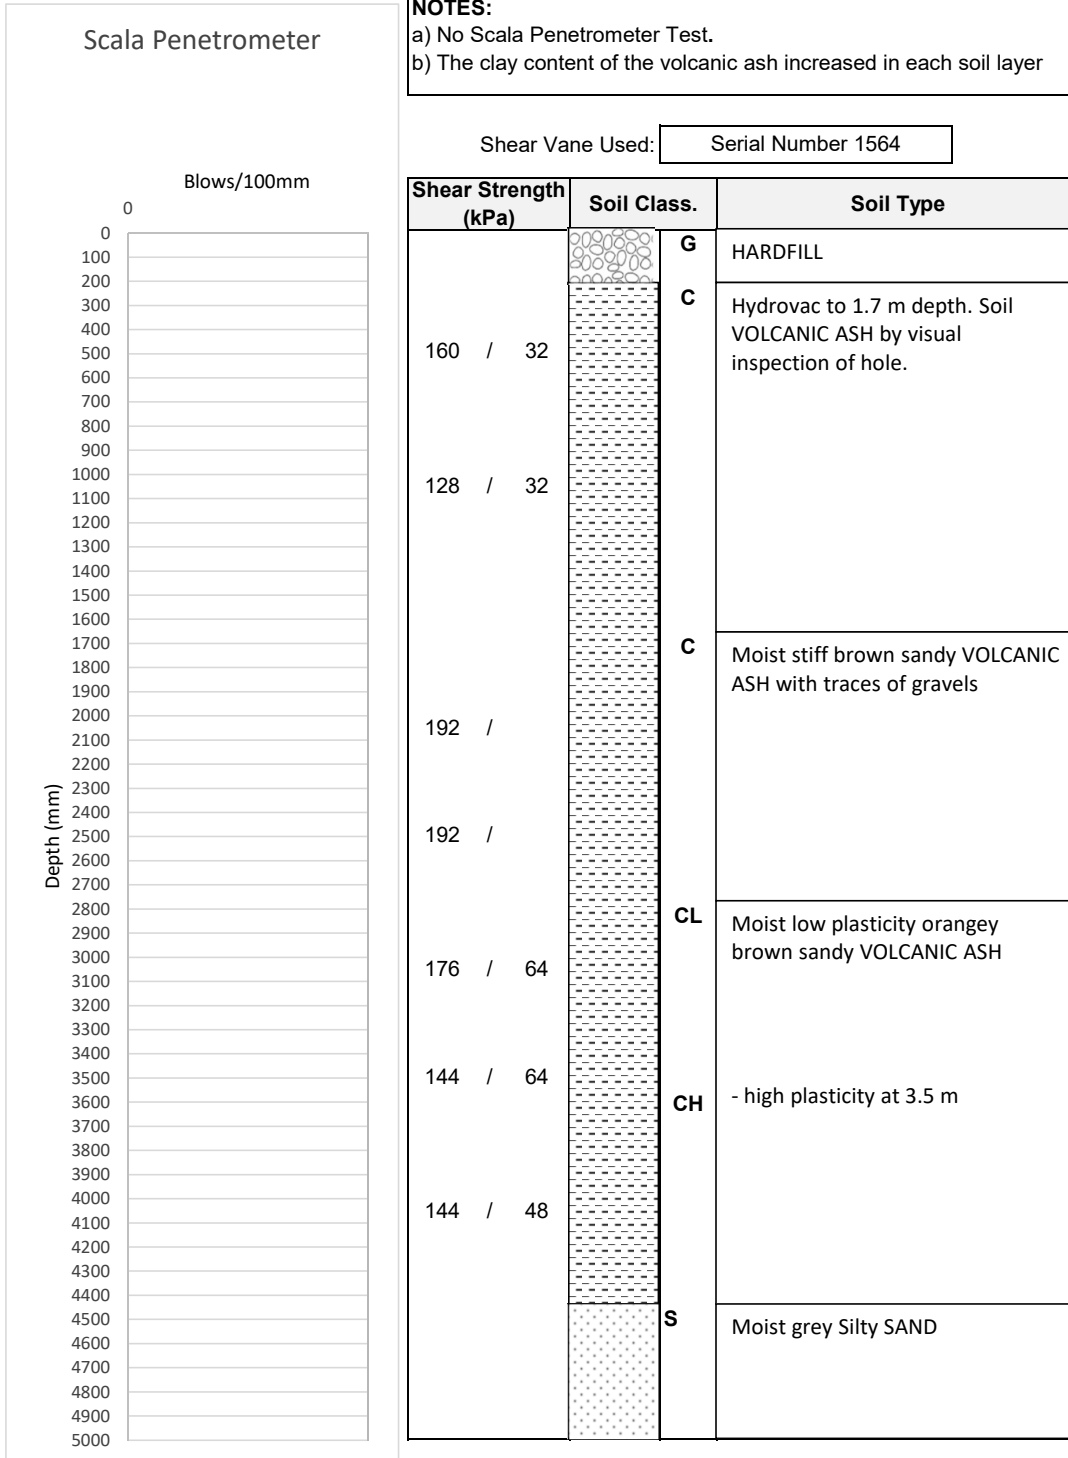 Scala Penetrometer
Blows/100mm
0
0
100
200
300
400
500
600
700
800
900
1000
1100
1200
1300
1400
1500
1600
1700
1800
1900
2000
2100
2200
2300
2400
2500
2600
2700
2800
2900
3000
3100
3200
3300
3400
3500
3600
3700
3800
3900
4000
4100
4200
4300
4400
4500
4600
4700
4800
4900
5000
Depth (mm)
NOTES:
a) No Scala Penetrometer Test.
b) The clay content of the volcanic ash increased in each soil layer
Shear Vane Used: Serial Number 1564
Shear Strength
(kPa)
Soil Class.
Soil Type
G
HARDFILL
C
Hydrovac to 1.7 m depth. Soil
VOLCANIC ASH by visual
inspection of hole.
160 / 32
128 / 32
C
Moist stiff brown sandy VOLCANIC
ASH with traces of gravels
192 /
192 /
CL
Moist low plasticity orangey
brown sandy VOLCANIC ASH
176 / 64
144 / 64
CH
- high plasticity at 3.5 m
144 / 48
S
Moist grey Silty SAND